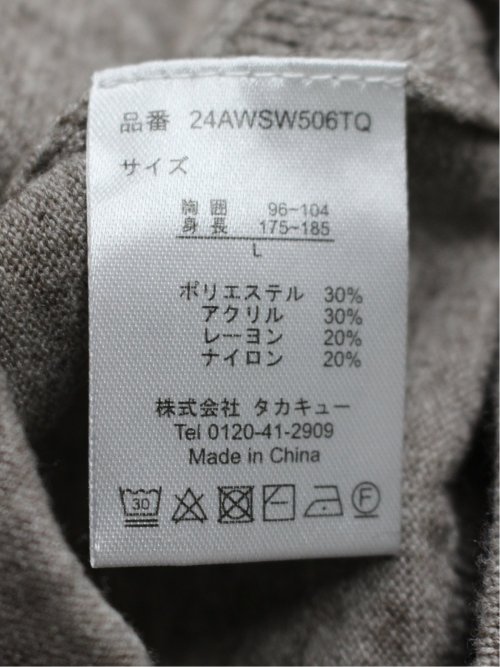 品番 24AWSW506TQ
サイズ
胸囲 96~104
身長 175~185
L
ポリエステル 30%
アクリル 30%
レーヨン 20%
ナイロン 20%
株式会社 タカキュー
Tel 0120-41-2909
Made in China
30 F